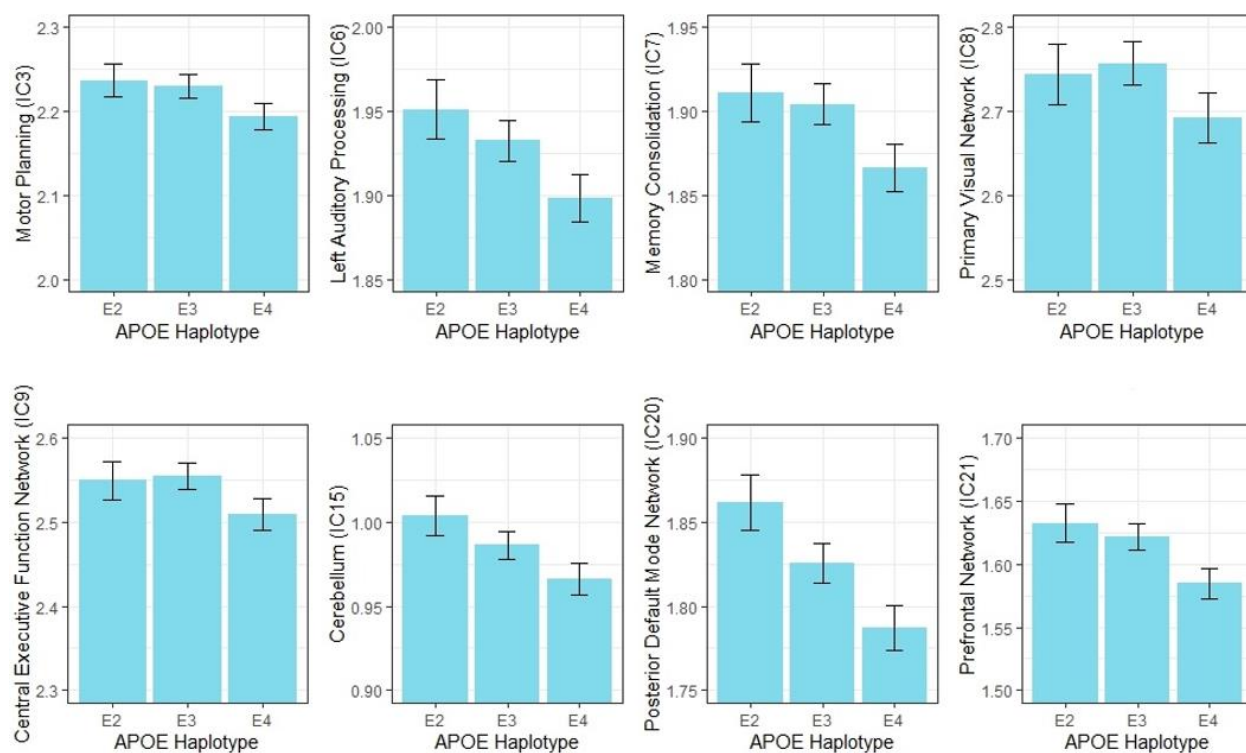 Motor Planning (IC3)
2.3
2.2
2.1
2.0
E2 E3 E4
APOE Haplotype
Left Auditory Processing (IC6)
2.00
1.95
1.90
1.85
E2 E3 E4
APOE Haplotype
Memory Consolidation (IC7)
1.95
1.90
1.85
1.80
E2 E3 E4
APOE Haplotype
Primary Visual Network (IC8)
2.8
2.7
2.6
2.5
E2 E3 E4
APOE Haplotype
Central Executive Function Network (IC9)
2.6
2.5
2.4
2.3
E2 E3 E4
APOE Haplotype
Cerebellum (IC15)
1.05
1.00
0.95
0.90
E2 E3 E4
APOE Haplotype
Posterior Default Mode Network (IC20)
1.90
1.85
1.80
1.75
E2 E3 E4
APOE Haplotype
Prefrontal Network (IC21)
1.70
1.65
1.60
1.55
1.50
E2 E3 E4
APOE Haplotype